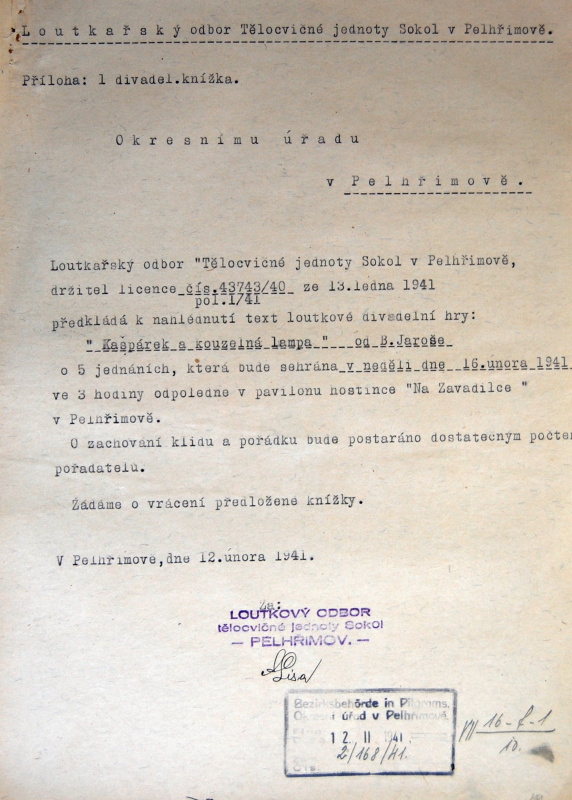 Loutkařský odbor Tělocvičné jednoty Sokol v Pelhřimově.
Příloha: 1 divadel.knížka.
Okresnímu úřadu
v Pelhřimově.
Loutkařský odbor "Tělocvičné jednoty Sokol v Pelhřimově,
držitel licence čís.43743/40 ze 13.ledna 1941
pol.I/41
předkládá k nahlédnutí text loutkové divadelní hry:
" Kašpárek a kouzelná lampa " od B.Jaroše
o 5 jednáních, která bude sehrána v neděli dne 16.února 1941
ve 3 hodiny odpoledne v pavilonu hostince "Na Zavadilce "
v Pelhřimově.
O zachování klidu a pořádku bude postaráno dostatečným počtem
pořadatelů.
Žádáme o vrácení předložené knížky.
V Pelhřimově,dne 12.února 1941.
Za:
LOUTKOVÝ ODBOR
tělocvičné jednoty Sokol
— PELHŘIMOV. —
Bezirksbehörde in Pilgrams.
Okresní úřad v Pelhřimově.
12 II 1941
2/168/41.